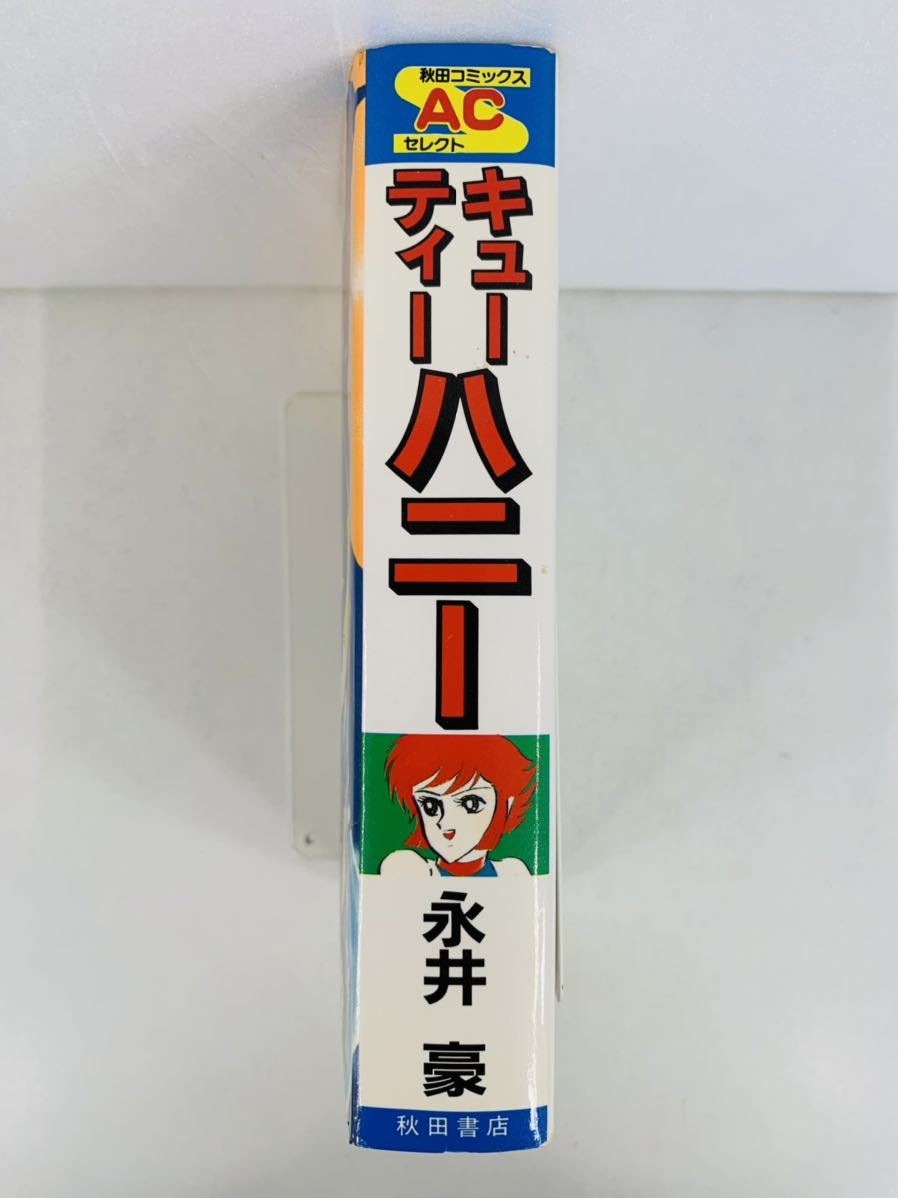 秋田コミックス
AC
セレクト
キューティーハニー
永井 豪
秋田書店